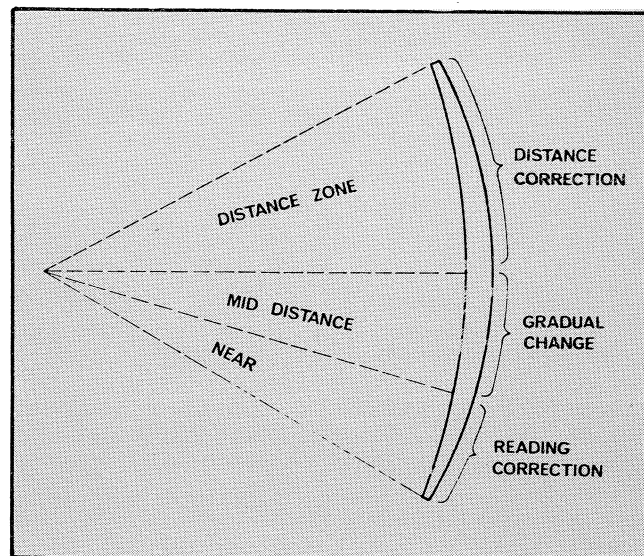 DISTANCE ZONE
MID DISTANCE
NEAR
DISTANCE
CORRECTION
GRADUAL
CHANGE
READING
CORRECTION